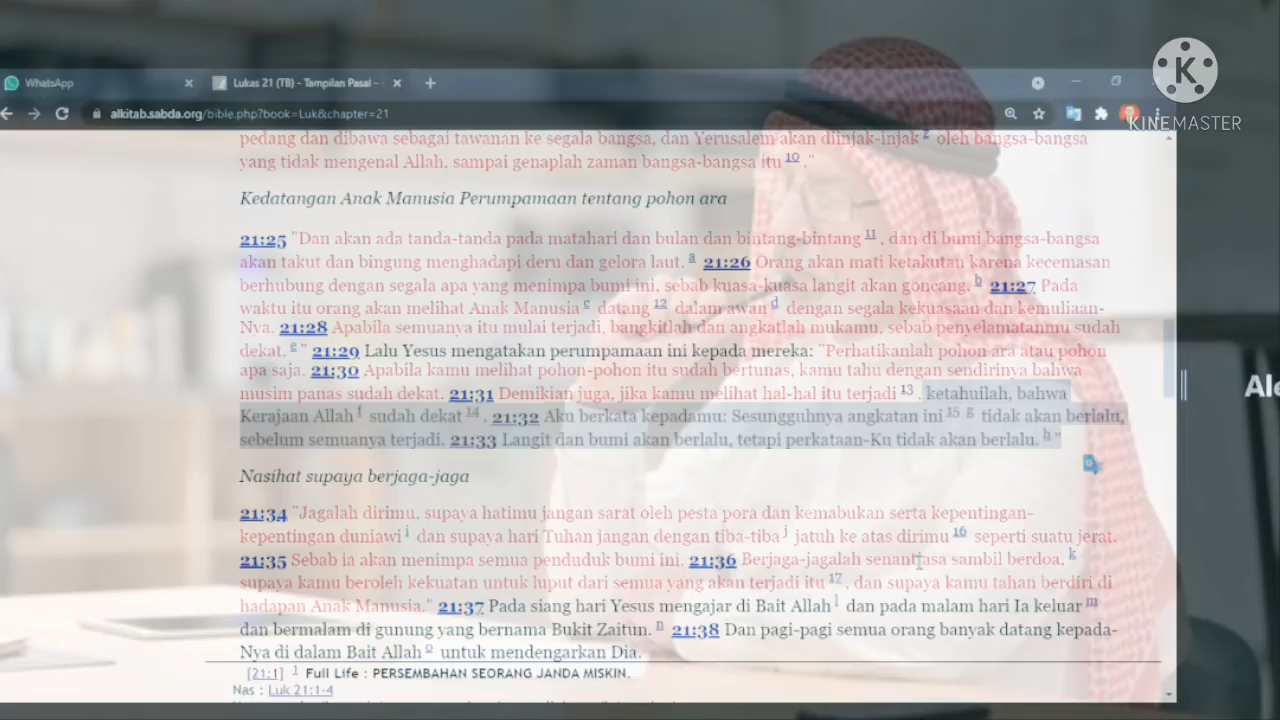 WhatsApp
Lukas 21 (TB) - Tampilan Pasal -
alkitab.sabda.org/bible.php?book=Luk&chapter=21
KINEMASTER
pedang dan dibawa sebagai tawanan ke segala bangsa, dan Yerusalem akan diinjak-injak z oleh bangsa-bangsa
yang tidak mengenal Allah, sampai genaplah zaman bangsa-bangsa itu 10 ."
Kedatangan Anak Manusia Perumpamaan tentang pohon ara
21:25 "Dan akan ada tanda-tanda pada matahari dan bulan dan bintang-bintang 11 , dan di bumi bangsa-bangsa
akan takut dan bingung menghadapi deru dan gelora laut. a 21:26 Orang akan mati ketakutan karena kecemasan
berhubung dengan segala apa yang menimpa bumi ini, sebab kuasa-kuasa langit akan goncang. b 21:27 Pada
waktu itu orang akan melihat Anak Manusia c datang 12 dalam awan d dengan segala kekuasaan dan kemuliaan-
Nya. 21:28 Apabila semuanya itu mulai terjadi, bangkitlah dan angkatlah mukamu, sebab penyelamatanmu sudah
dekat. e " 21:29 Lalu Yesus mengatakan perumpamaan ini kepada mereka: "Perhatikanlah pohon ara atau pohon
apa saja. 21:30 Apabila kamu melihat pohon-pohon itu sudah bertunas, kamu tahu dengan sendirinya bahwa
musim panas sudah dekat. 21:31 Demikian juga, jika kamu melihat hal-hal itu terjadi 13 , ketahuilah, bahwa
Kerajaan Allah f sudah dekat 14 . 21:32 Aku berkata kepadamu: Sesungguhnya angkatan ini 15 g tidak akan berlalu,
sebelum semuanya terjadi. 21:33 Langit dan bumi akan berlalu, tetapi perkataan-Ku tidak akan berlalu. h "
Ale
Nasihat supaya berjaga-jaga
21:34 "Jagalah dirimu, supaya hatimu jangan sarat oleh pesta pora dan kemabukan serta kepentingan-
kepentingan duniawi i dan supaya hari Tuhan jangan dengan tiba-tiba j jatuh ke atas dirimu 16 seperti suatu jerat.
21:35 Sebab ia akan menimpa semua penduduk bumi ini. 21:36 Berjaga-jagalah senantiasa sambil berdoa, k
supaya kamu beroleh kekuatan untuk luput dari semua yang akan terjadi itu 17 , dan supaya kamu tahan berdiri di
hadapan Anak Manusia." 21:37 Pada siang hari Yesus mengajar di Bait Allah l dan pada malam hari Ia keluar m
dan bermalam di gunung yang bernama Bukit Zaitun. n 21:38 Dan pagi-pagi semua orang banyak datang kepada-
Nya di dalam Bait Allah o untuk mendengarkan Dia.
[21:1] 1 Full Life : PERSEMBAHAN SEORANG JANDA MISKIN.
Nas : Luk 21:1-4